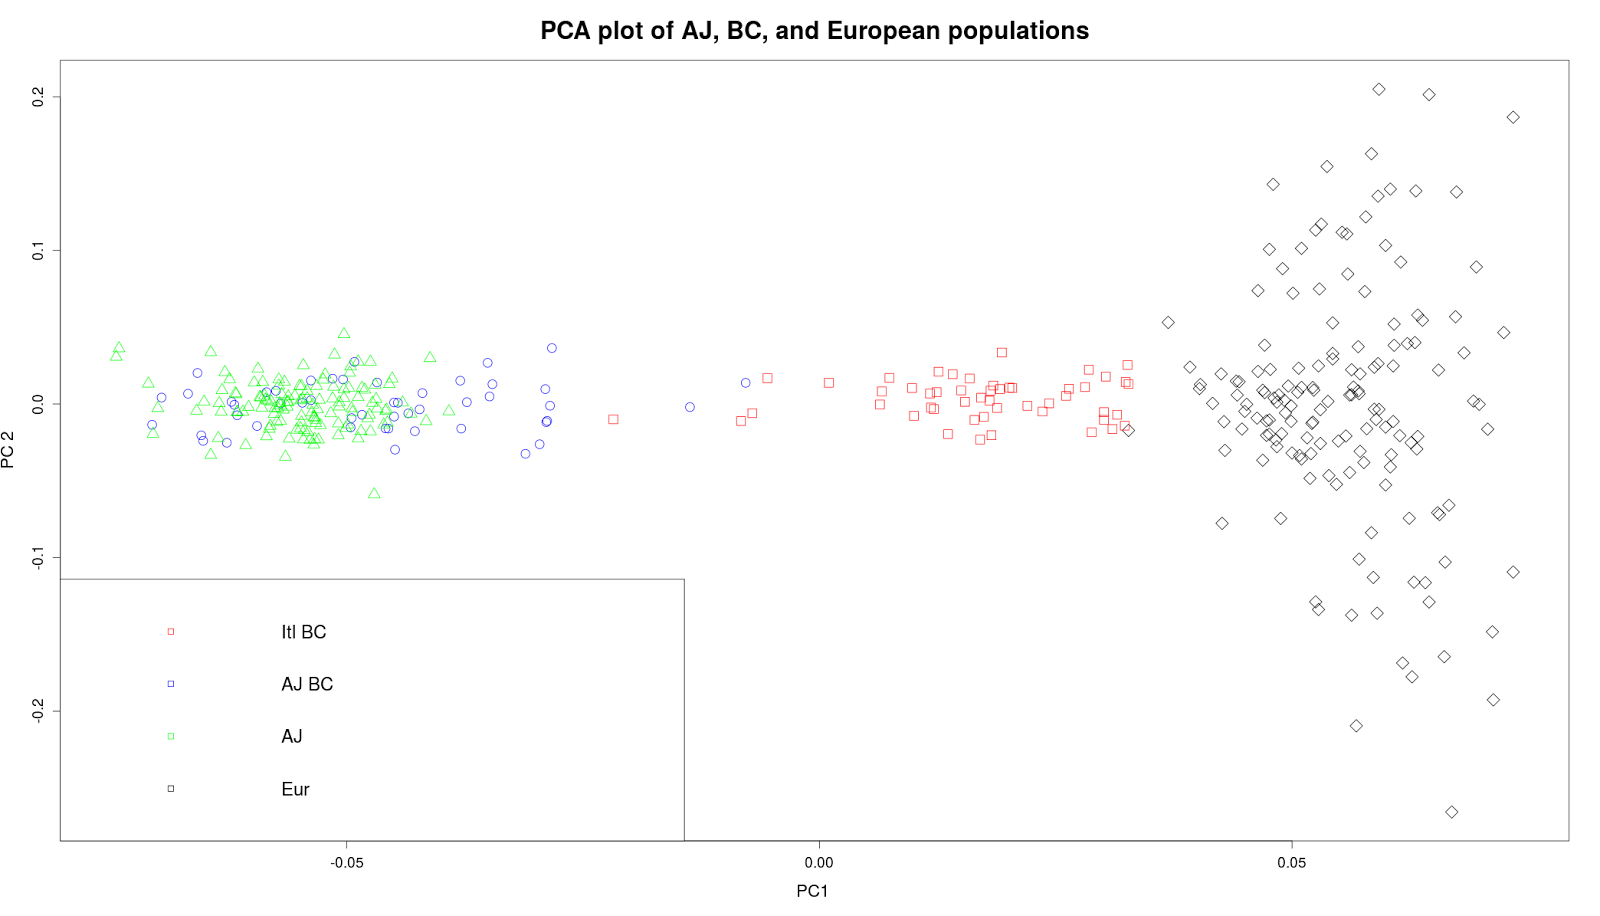 PCA plot of AJ, BC, and European populations
PC 2
0.2
0.1
0.0
-0.1
-0.2
Itl BC
AJ BC
AJ
Eur
-0.05
0.00
0.05
PC1